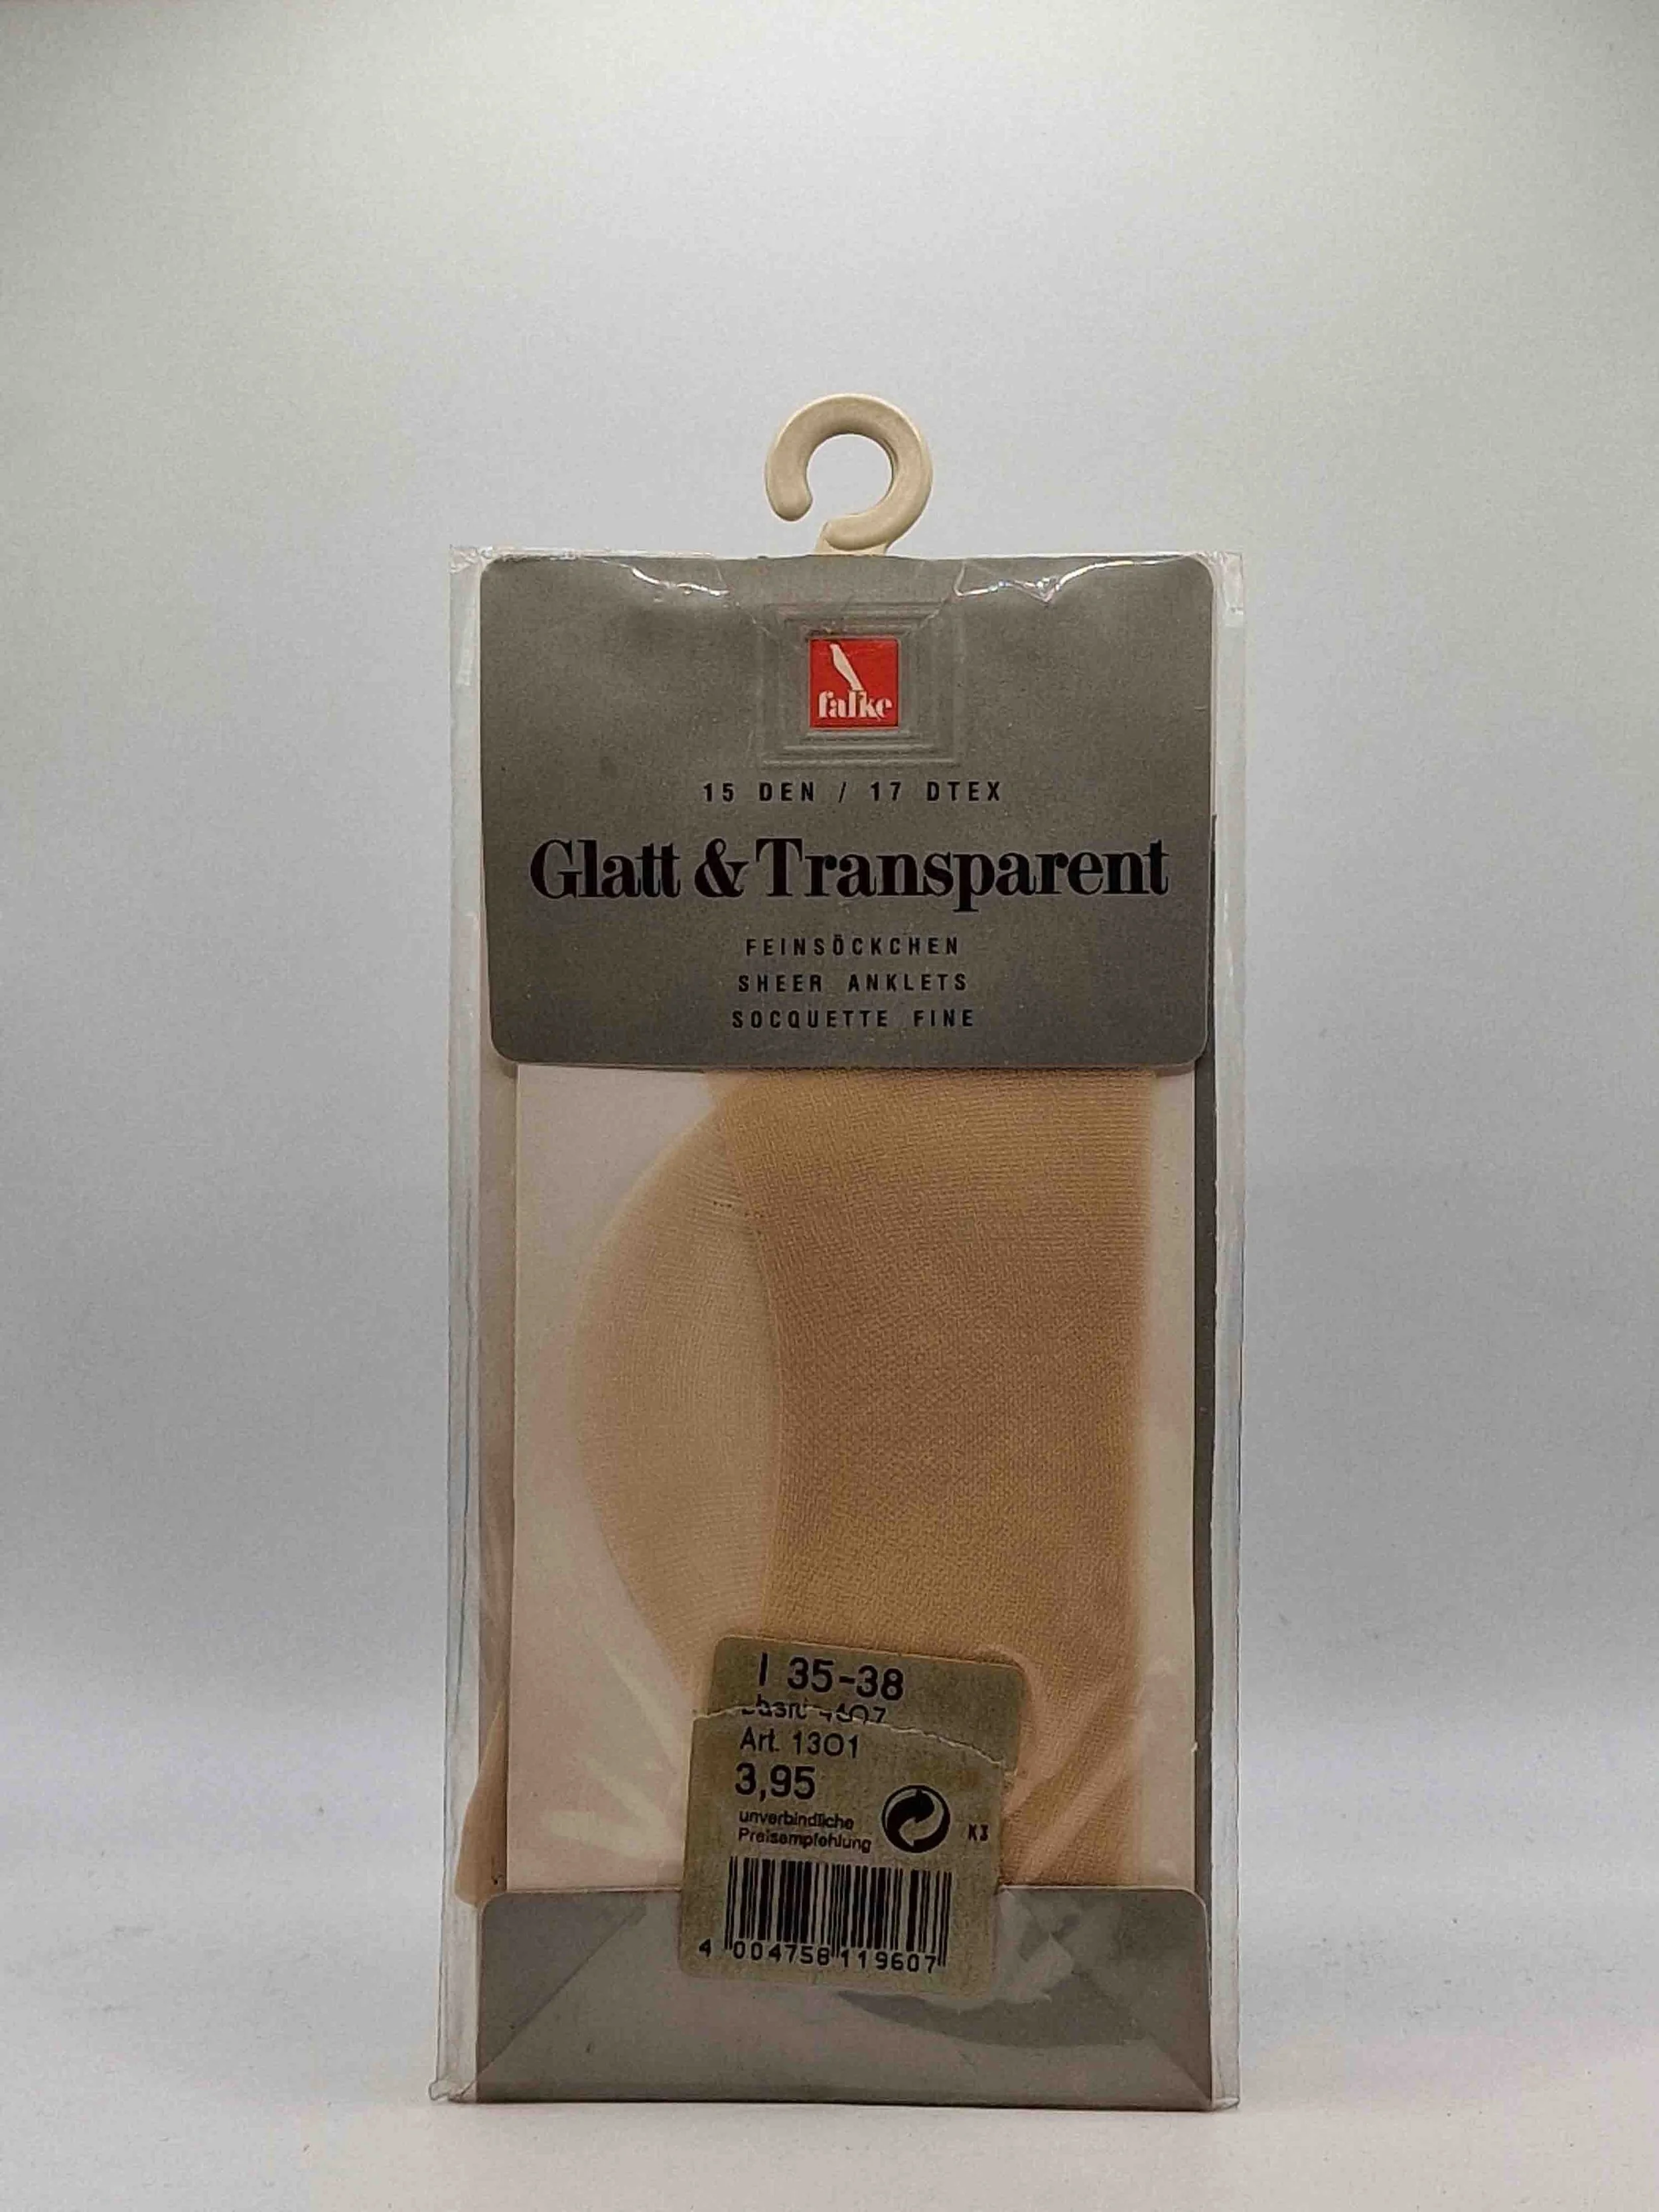 falke
15 DEN / 17 DTEX
Glatt & Transparent
FEINSÖCKCHEN
SHEER ANKLETS
SOCQUETTE FINE
I 35-38
Art. 1301
3,95
unverbindliche
Preisempfehlung
K3
4 004758 119607